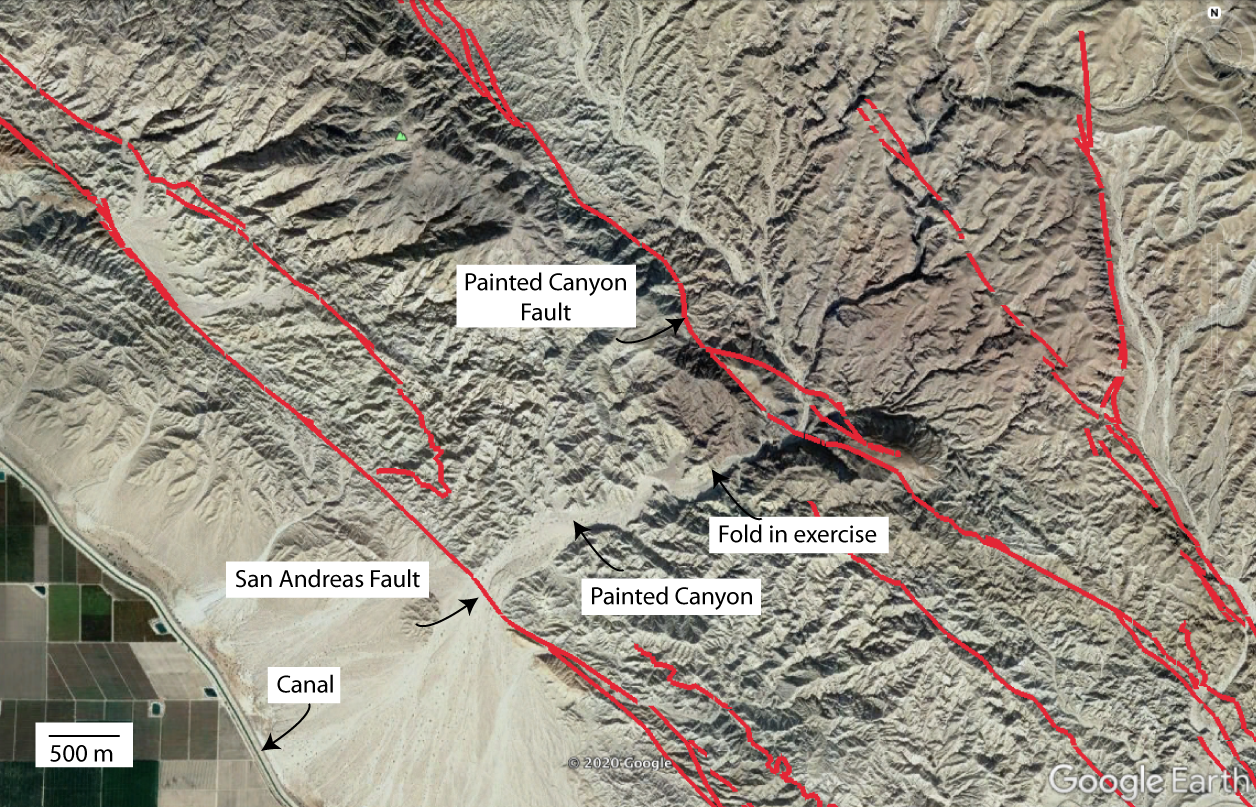 N
Painted Canyon
Fault
Fold in exercise
San Andreas Fault
Painted Canyon
Canal
500 m
© 2020 Google
Google Earth